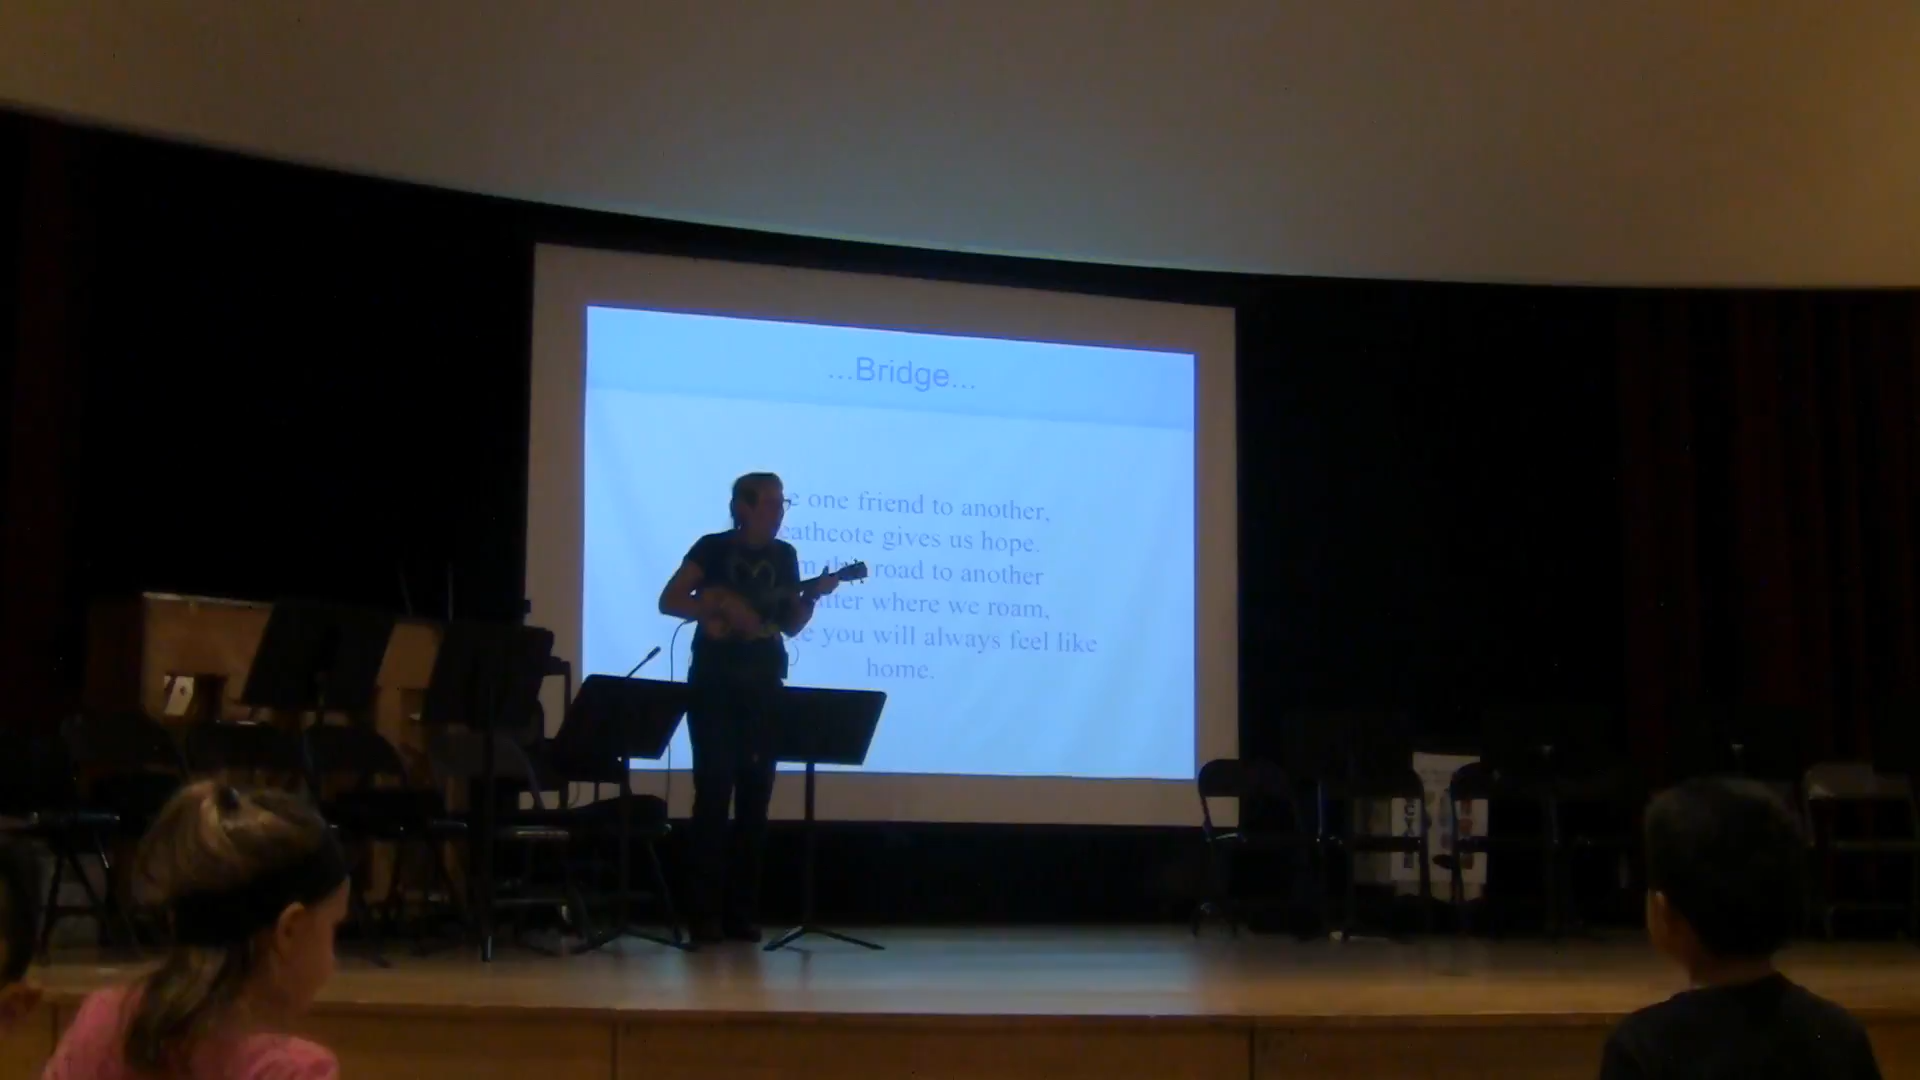 ...Bridge...
one friend to another,
eathcote gives us hope.
road to another
where we roam,
you will always feel like
home.